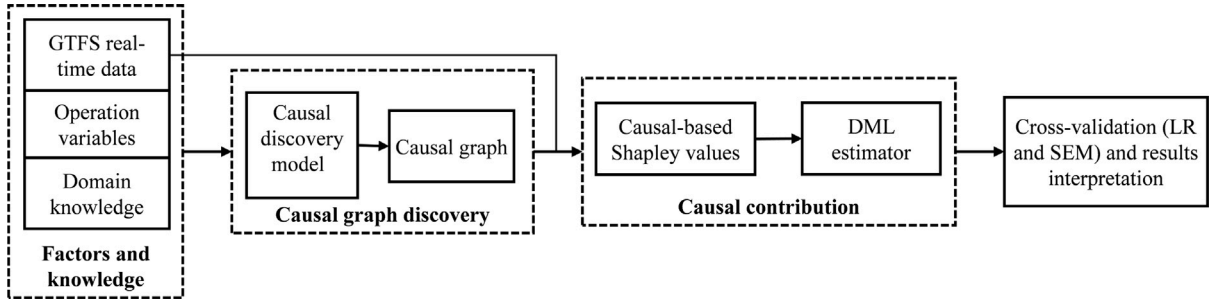 GTFS real-
time data
Operation
variables
Domain
knowledge
Factors and
knowledge
Causal
discovery
model
Causal graph
Causal graph discovery
Causal-based
Shapley values
DML
estimator
Causal contribution
Cross-validation (LR
and SEM) and results
interpretation